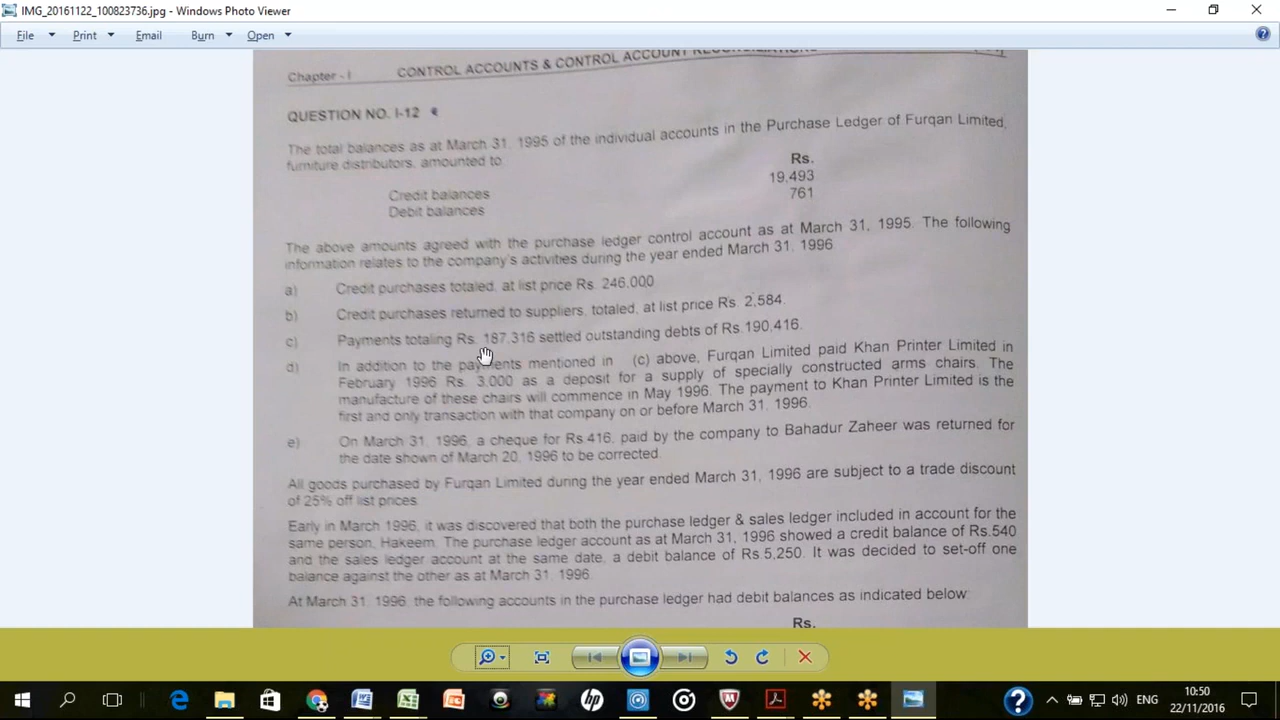 IMG_20161122_100823736.jpg - Windows Photo Viewer
File Print Email Burn Open
Chapter - I CONTROL ACCOUNTS & CONTROL ACCOUNT
QUESTION NO. I-12
The total balances as at March 31, 1995 of the individual accounts in the Purchase Ledger of Furqan Limited,
furniture distributors, amounted to
Rs.
Credit balances 19,493
Debit balances 761
The above amounts agreed with the purchase ledger control account as at March 31, 1995. The following
information relates to the company's activities during the year ended March 31, 1996
a) Credit purchases totaled, at list price Rs. 246,000
b) Credit purchases returned to suppliers, totaled, at list price Rs. 2,584.
c) Payments totaling Rs. 187,316 settled outstanding debts of Rs.190,416.
d) In addition to the payments mentioned in (c) above, Furqan Limited paid Khan Printer Limited in
February 1996 Rs. 3,000 as a deposit for a supply of specially constructed arms chairs. The
manufacture of these chairs will commence in May 1996. The payment to Khan Printer Limited is the
first and only transaction with that company on or before March 31, 1996.
e) On March 31, 1996, a cheque for Rs.416, paid by the company to Bahadur Zaheer was returned for
the date shown of March 20, 1996 to be corrected.
All goods purchased by Furqan Limited during the year ended March 31, 1996 are subject to a trade discount
of 25% off list prices
Early in March 1996, it was discovered that both the purchase ledger & sales ledger included in account for the
same person, Hakeem. The purchase ledger account as at March 31, 1996 showed a credit balance of Rs.540
and the sales ledger account at the same date, a debit balance of Rs 5,250. It was decided to set-off one
balance against the other as at March 31, 1996.
At March 31, 1996, the following accounts in the purchase ledger had debit balances as indicated below:
Rs.
ENG
10:50
22/11/2016